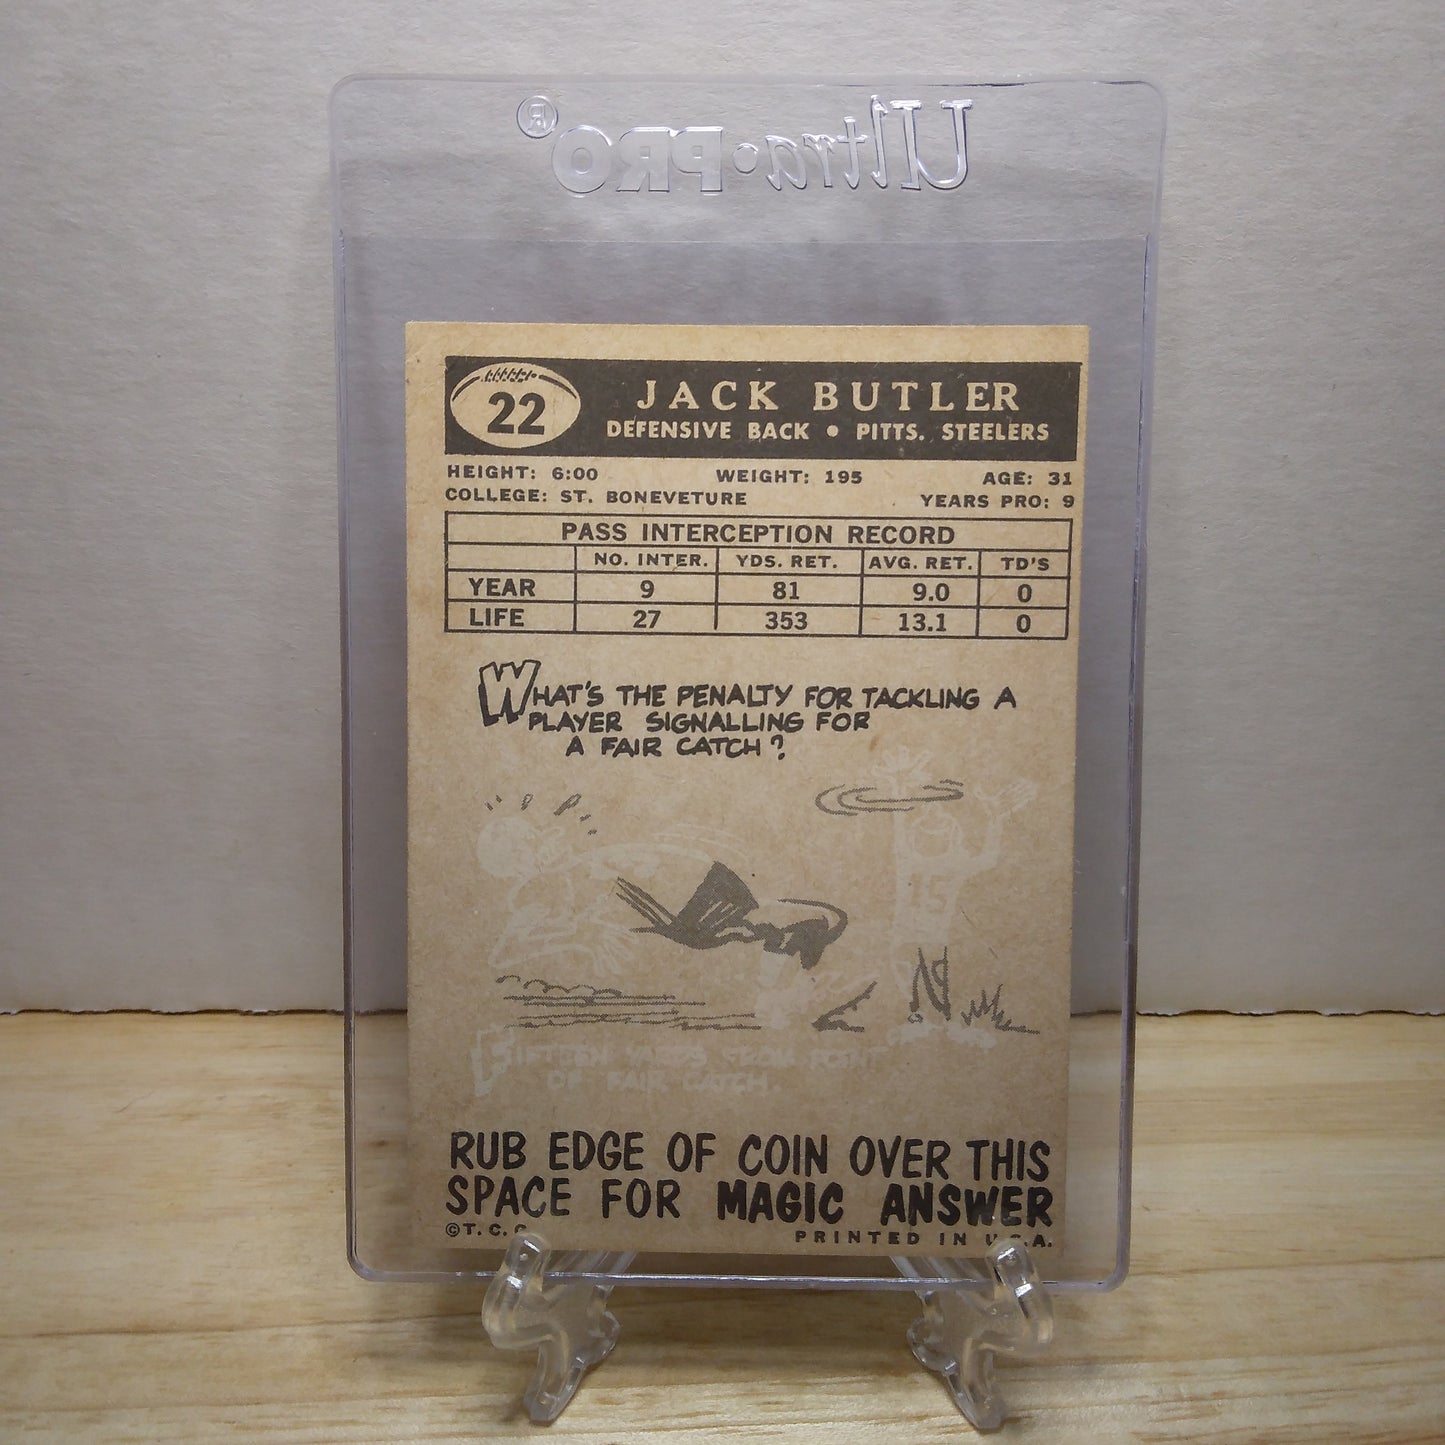 Ultra•PRO®
22
JACK BUTLER
DEFENSIVE BACK • PITTS. STEELERS
HEIGHT: 6:00 WEIGHT: 195 AGE: 31
COLLEGE: ST. BONEVETURE YEARS PRO: 9
PASS INTERCEPTION RECORD
NO. INTER. YDS. RET. AVG. RET. TD'S
YEAR 9 81 9.0 0
LIFE 27 353 13.1 0
WHAT'S THE PENALTY FOR TACKLING A
PLAYER SIGNALLING FOR
A FAIR CATCH?
15
FIFTEEN YARDS FROM POINT
OF FAIR CATCH.
RUB EDGE OF COIN OVER THIS
SPACE FOR MAGIC ANSWER
©T.C.G. PRINTED IN U.S.A.